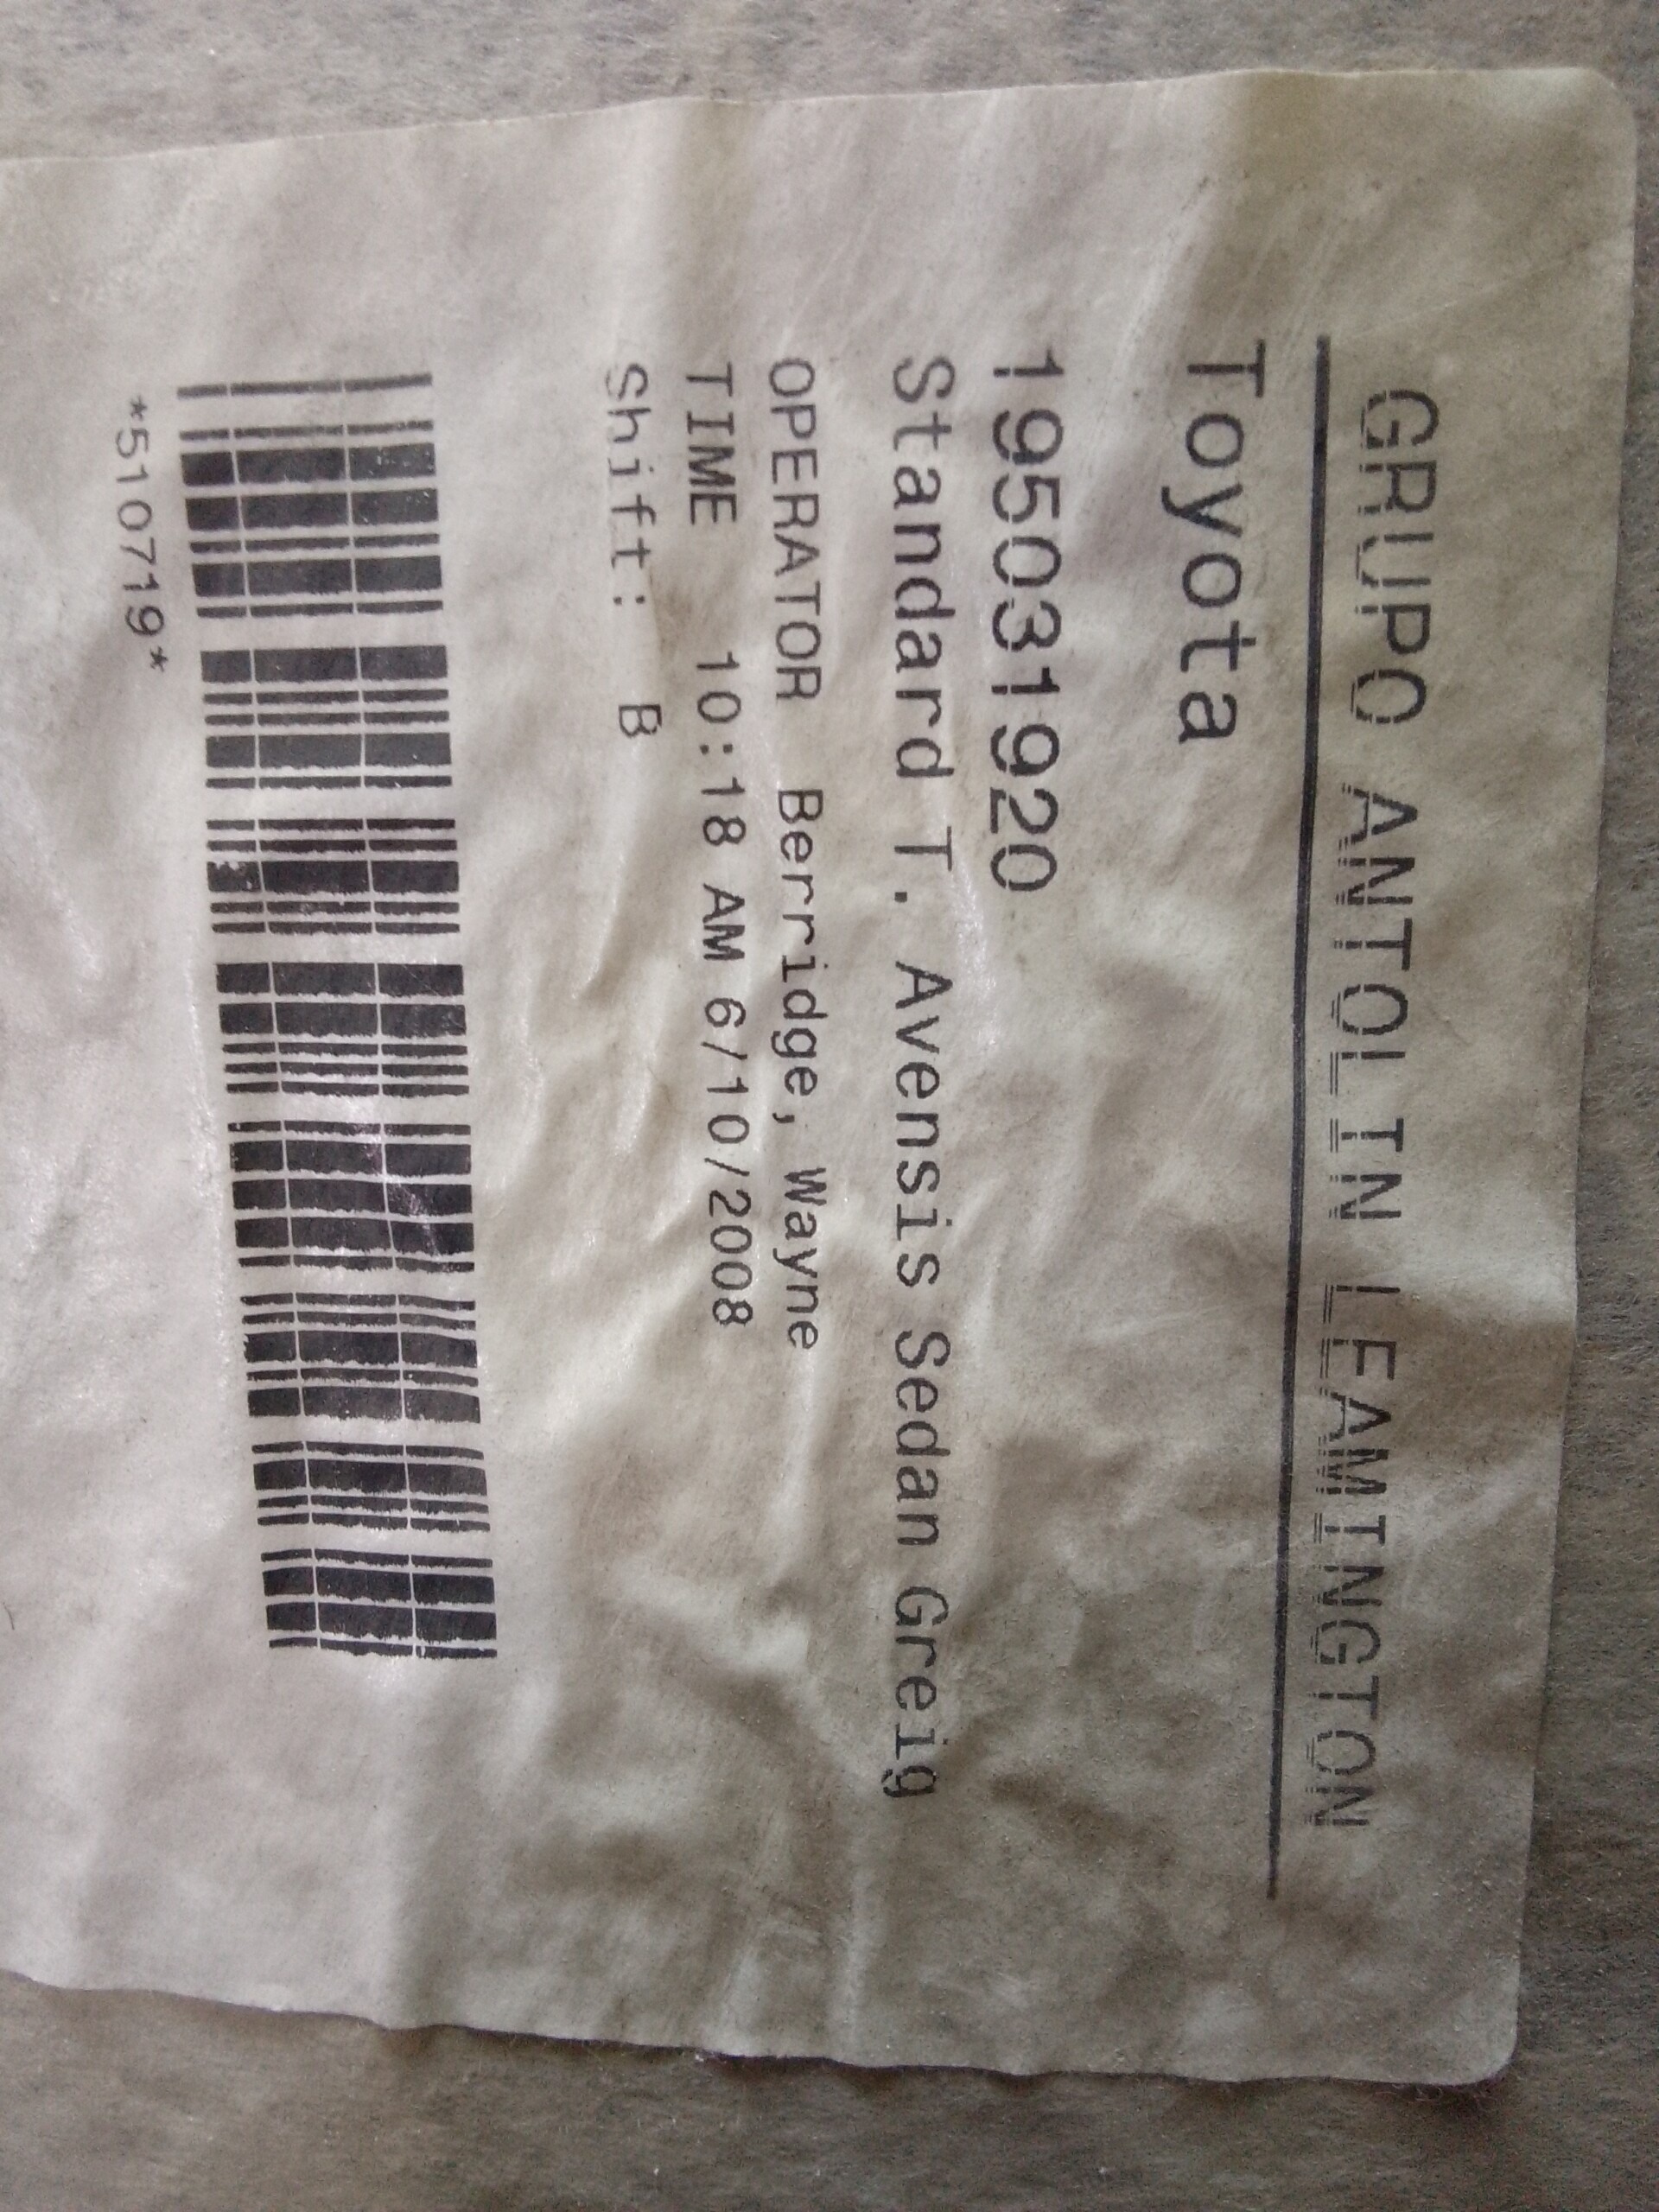 GRUPO ANTOLIN LEAMINGTON
Toyota
195031920
Standard T. Avensis Sedan Greig
OPERATOR Berridge, Wayne
TIME 10:18 AM 6/10/2008
Shift: B
*510719*